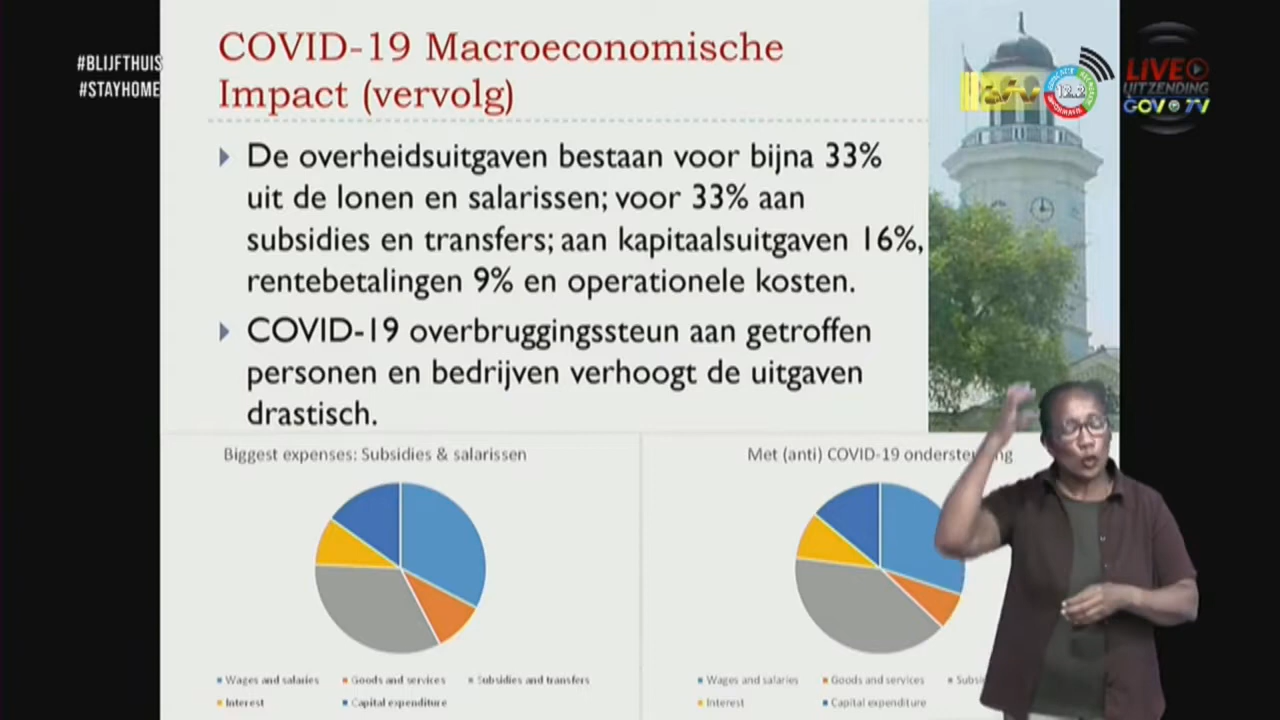 #BLIJFTHUIS
#STAYHOME
COVID-19 Macroeconomische
Impact (vervolg)
LIVE
UITZENDING
GOV TV
12.2
De overheidsuitgaven bestaan voor bijna 33%
uit de lonen en salarissen; voor 33% aan
subsidies en transfers; aan kapitaalsuitgaven 16%,
rentebetalingen 9% en operationele kosten.
COVID-19 overbruggingssteun aan getroffen
personen en bedrijven verhoogt de uitgaven
drastisch.
Biggest expenses: Subsidies & salarissen
Wages and salaries Goods and services Subsidies and transfers
Interest Capital expenditure
Met (anti) COVID-19
Wages and salaries Goods and services
Interest Capital expenditure